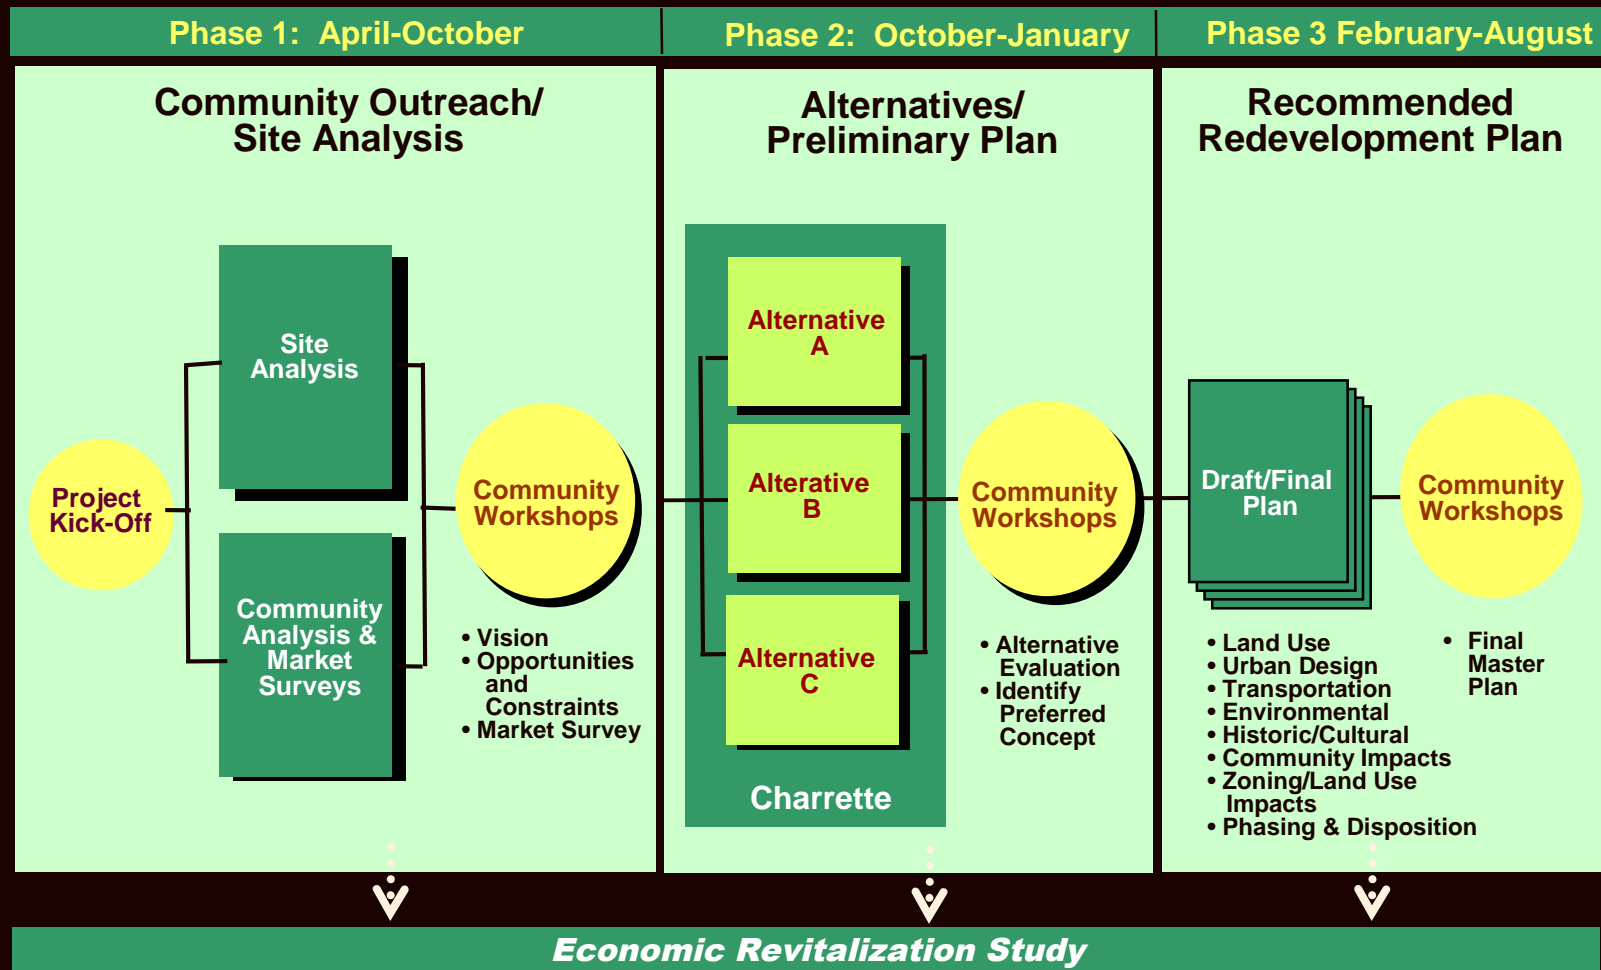 Phase 1:  April-October
Phase 2:  October-January
Phase 3 February-August
Community Outreach/
Site Analysis
Alternatives/
Preliminary Plan
Recommended
Redevelopment Plan
Project
Kick-Off
Site
Analysis
Community
Analysis &
Market
Surveys
Community
Workshops
• Vision
• Opportunities
and
Constraints
• Market Survey
Alternative
A
Alterative
B
Alternative
C
Charrette
Community
Workshops
• Alternative
Evaluation
• Identify
Preferred
Concept
Draft/Final
Plan
• Land Use
• Urban Design
• Transportation
• Environmental
• Historic/Cultural
• Community Impacts
• Zoning/Land Use
Impacts
• Phasing & Disposition
Community
Workshops
• Final
Master
Plan
Economic Revitalization Study